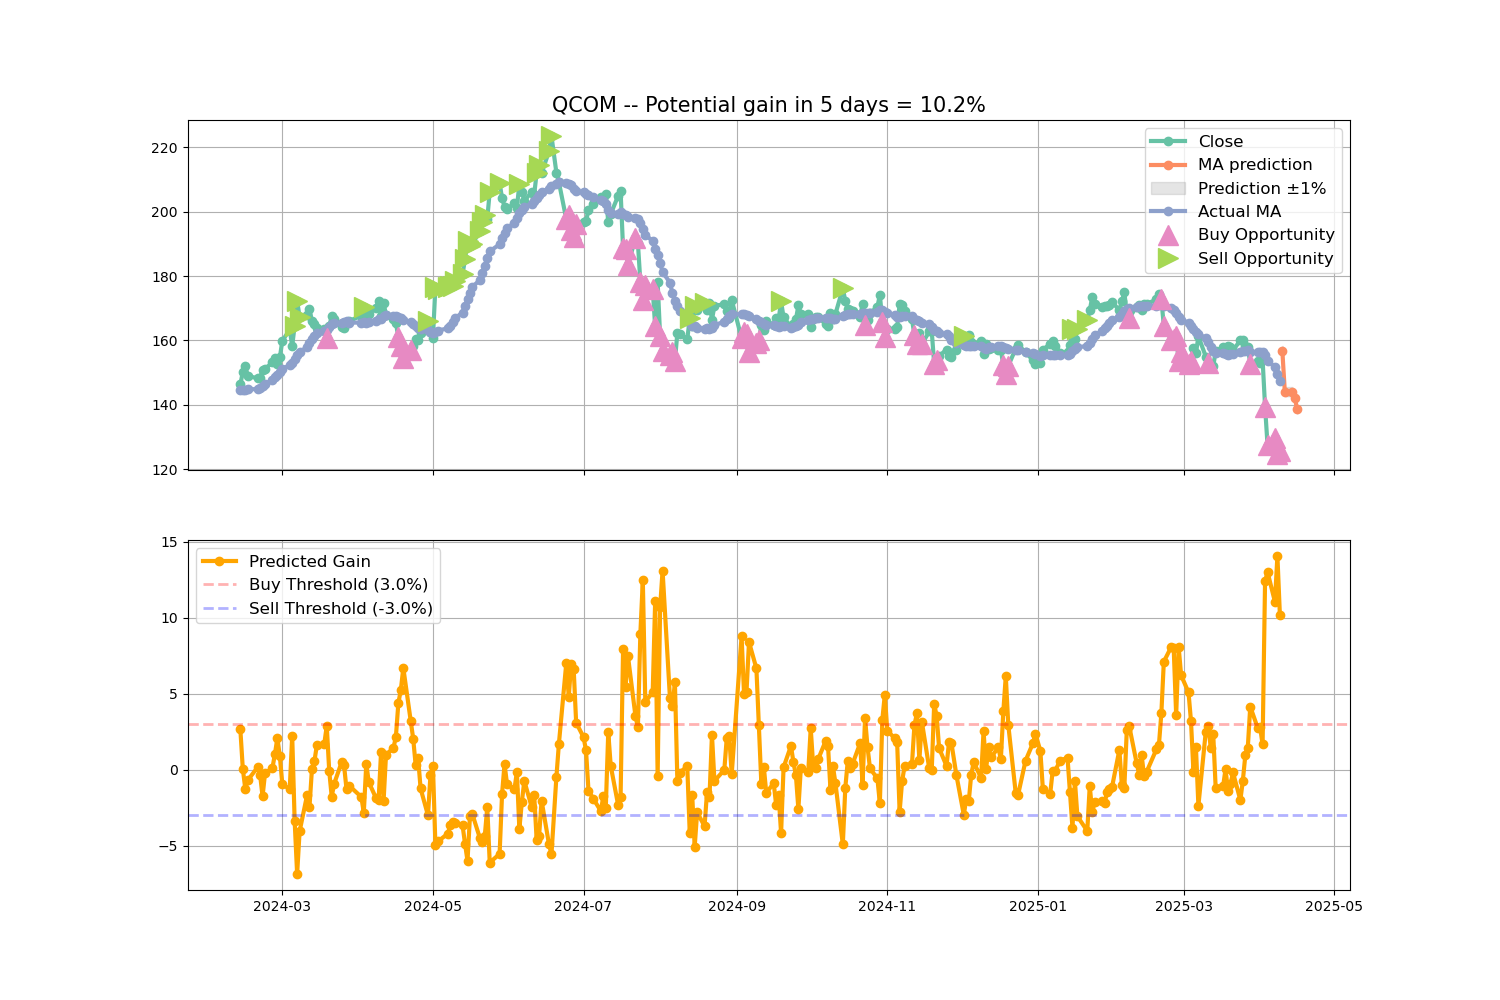 QCOM -- Potential gain in 5 days = 10.2%
220
200
180
160
140
120
Close
MA prediction
Prediction ±1%
Actual MA
Buy Opportunity
Sell Opportunity
15
10
5
0
−5
Predicted Gain
Buy Threshold (3.0%)
Sell Threshold (-3.0%)
2024-03 2024-05 2024-07 2024-09 2024-11 2025-01 2025-03 2025-05